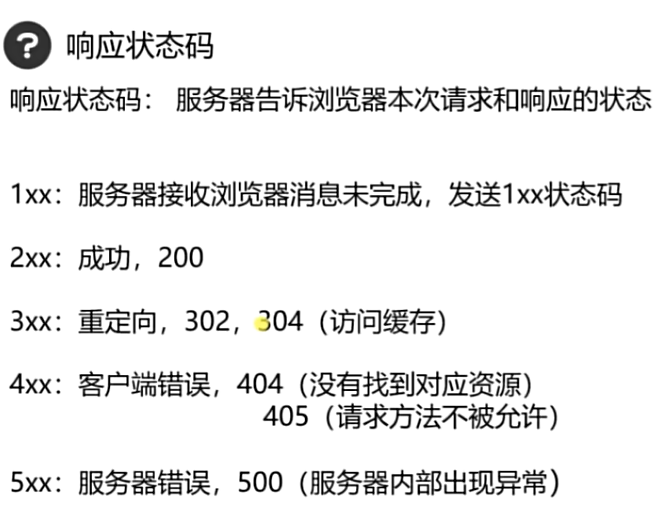 ? 响应状态码
响应状态码: 服务器告诉浏览器本次请求和响应的状态
1xx:服务器接收浏览器消息未完成,发送1xx状态码
2xx:成功,200
3xx:重定向,302,304(访问缓存)
4xx:客户端错误,404(没有找到对应资源)
405(请求方法不被允许)
5xx:服务器错误,500(服务器内部出现异常)